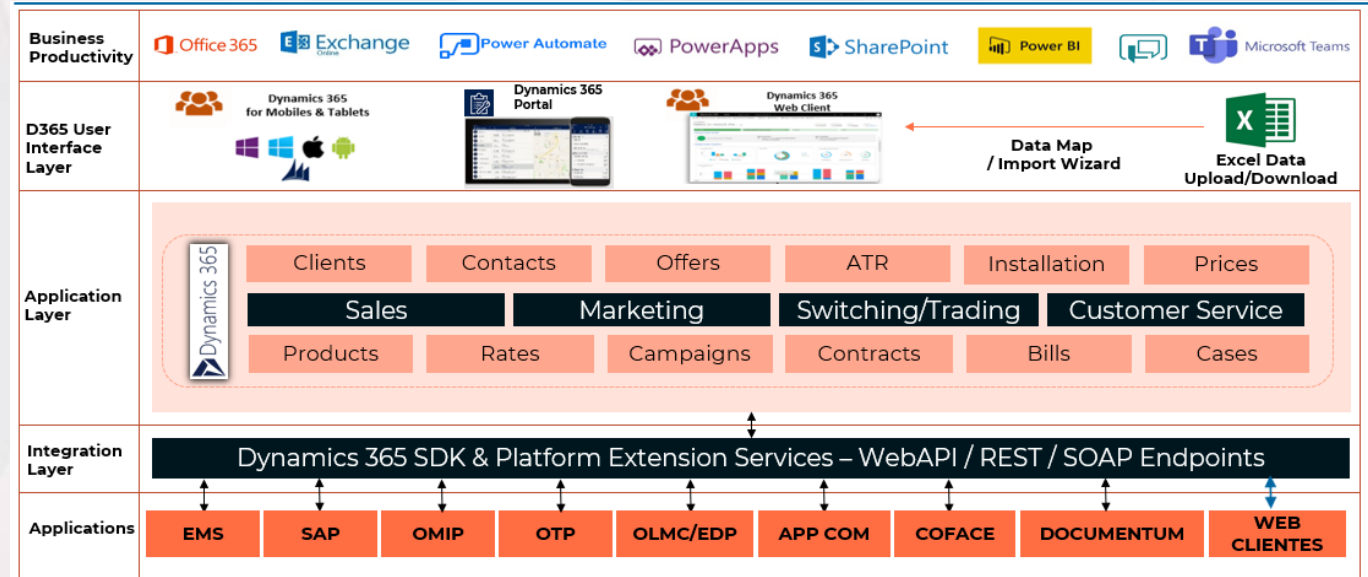 Business
Productivity
Office 365
E Exchange
Online
Power Automate
PowerApps
S SharePoint
Power BI
T Microsoft Teams
D365 User
Interface
Layer
Dynamics 365
for Mobiles & Tablets
Dynamics 365
Portal
Dynamics 365
Web Client
Data Map
/ Import Wizard
X
Excel Data
Upload/Download
Application
Layer
Dynamics 365
Clients
Contacts
Offers
ATR
Installation
Prices
Sales
Marketing
Switching/Trading
Customer Service
Products
Rates
Campaigns
Contracts
Bills
Cases
Integration
Layer
Dynamics 365 SDK & Platform Extension Services – WebAPI / REST / SOAP Endpoints
Applications
EMS
SAP
OMIP
OTP
OLMC/EDP
APP COM
COFACE
DOCUMENTUM
WEB
CLIENTES